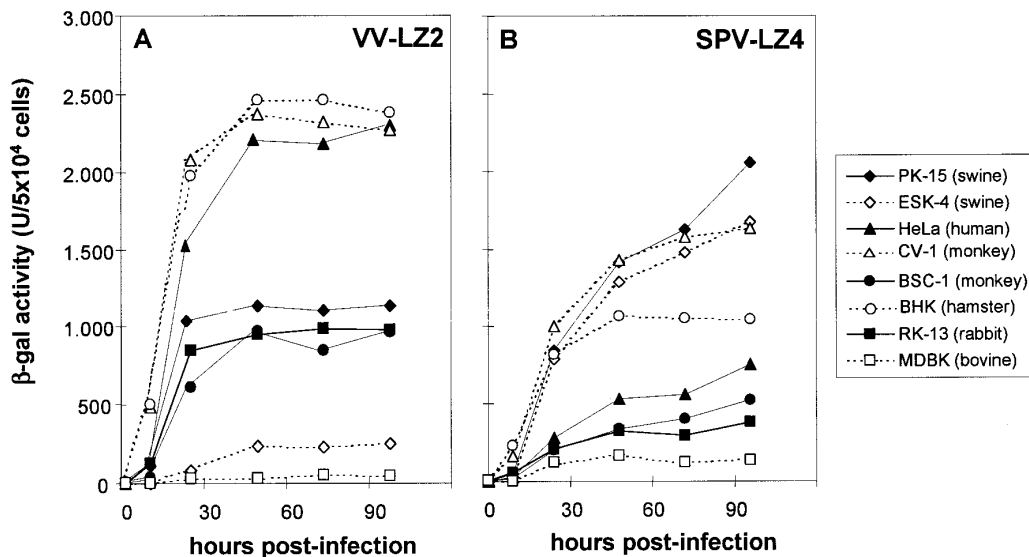 A
VV-LZ2
B
SPV-LZ4
β-gal activity (U/5x10⁴ cells)
3.000
2.500
2.000
1.500
1.000
500
0
0
30
60
90
hours post-infection
0
30
60
90
hours post-infection
PK-15 (swine)
ESK-4 (swine)
HeLa (human)
CV-1 (monkey)
BSC-1 (monkey)
BHK (hamster)
RK-13 (rabbit)
MDBK (bovine)